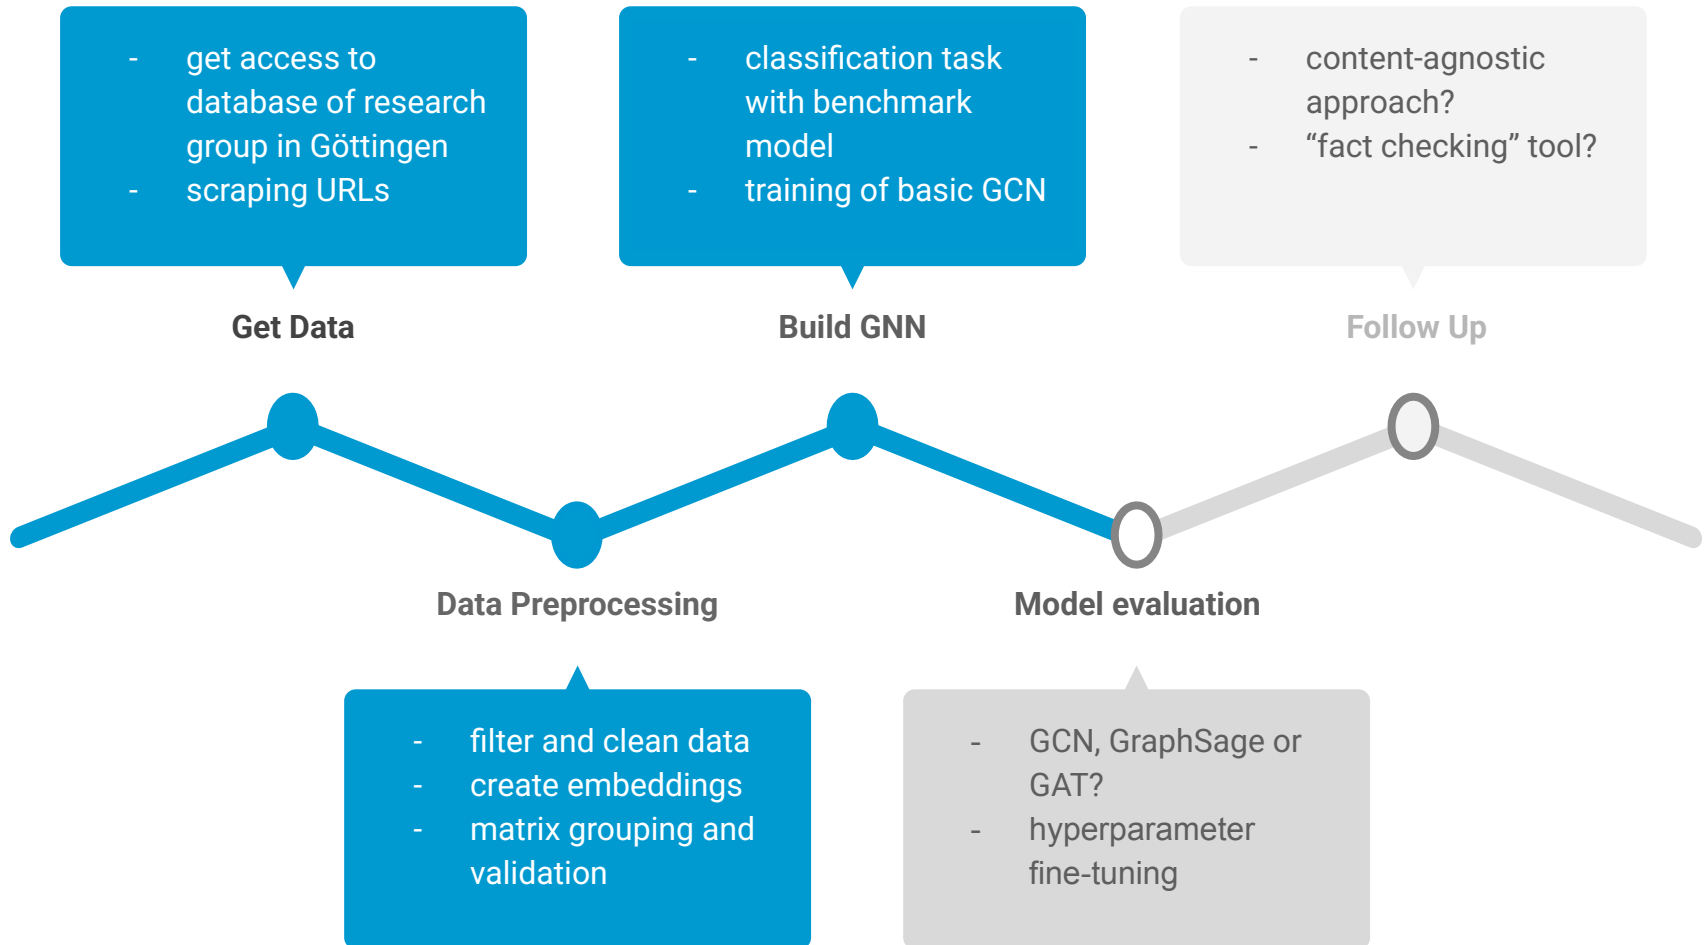 - get access to
database of research
group in Göttingen
- scraping URLs
Get Data
- classification task
with benchmark
model
- training of basic GCN
Build GNN
- content-agnostic
approach?
- “fact checking” tool?
Follow Up
Data Preprocessing
- filter and clean data
- create embeddings
- matrix grouping and
validation
Model evaluation
- GCN, GraphSage or
GAT?
- hyperparameter
fine-tuning